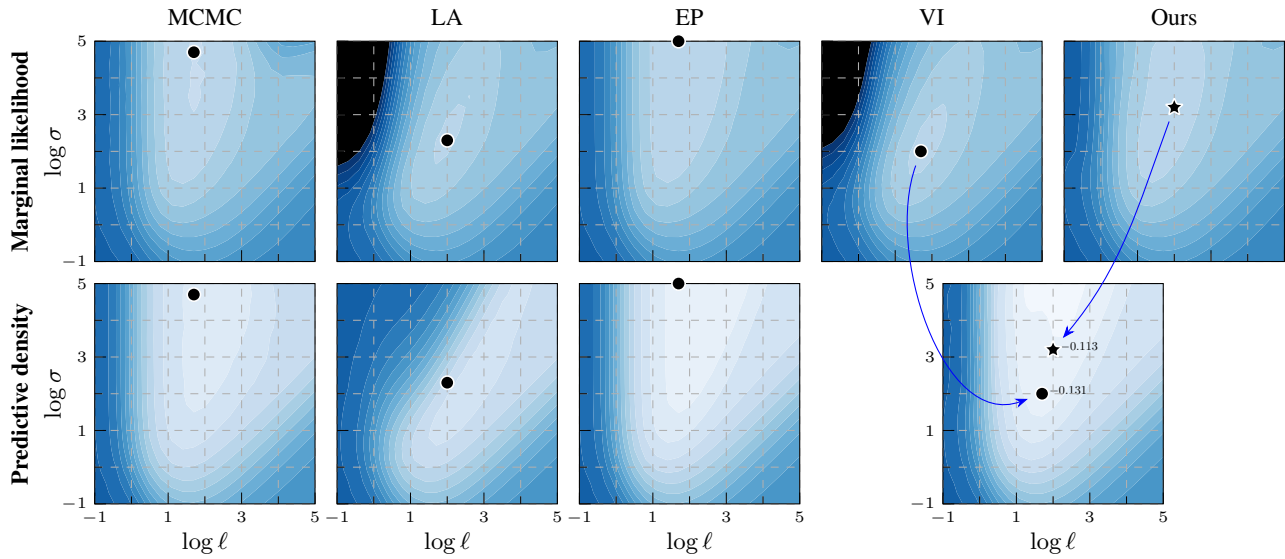 MCMC LA EP VI Ours
Marginal likelihood
log σ
5
3
1
−1
Predictive density
log σ
5
3
1
−1
5
3
1
−1
−0.113
−0.131
−1 1 3 5 −1 1 3 5 −1 1 3 5 −1 1 3 5
log ℓ log ℓ log ℓ log ℓ